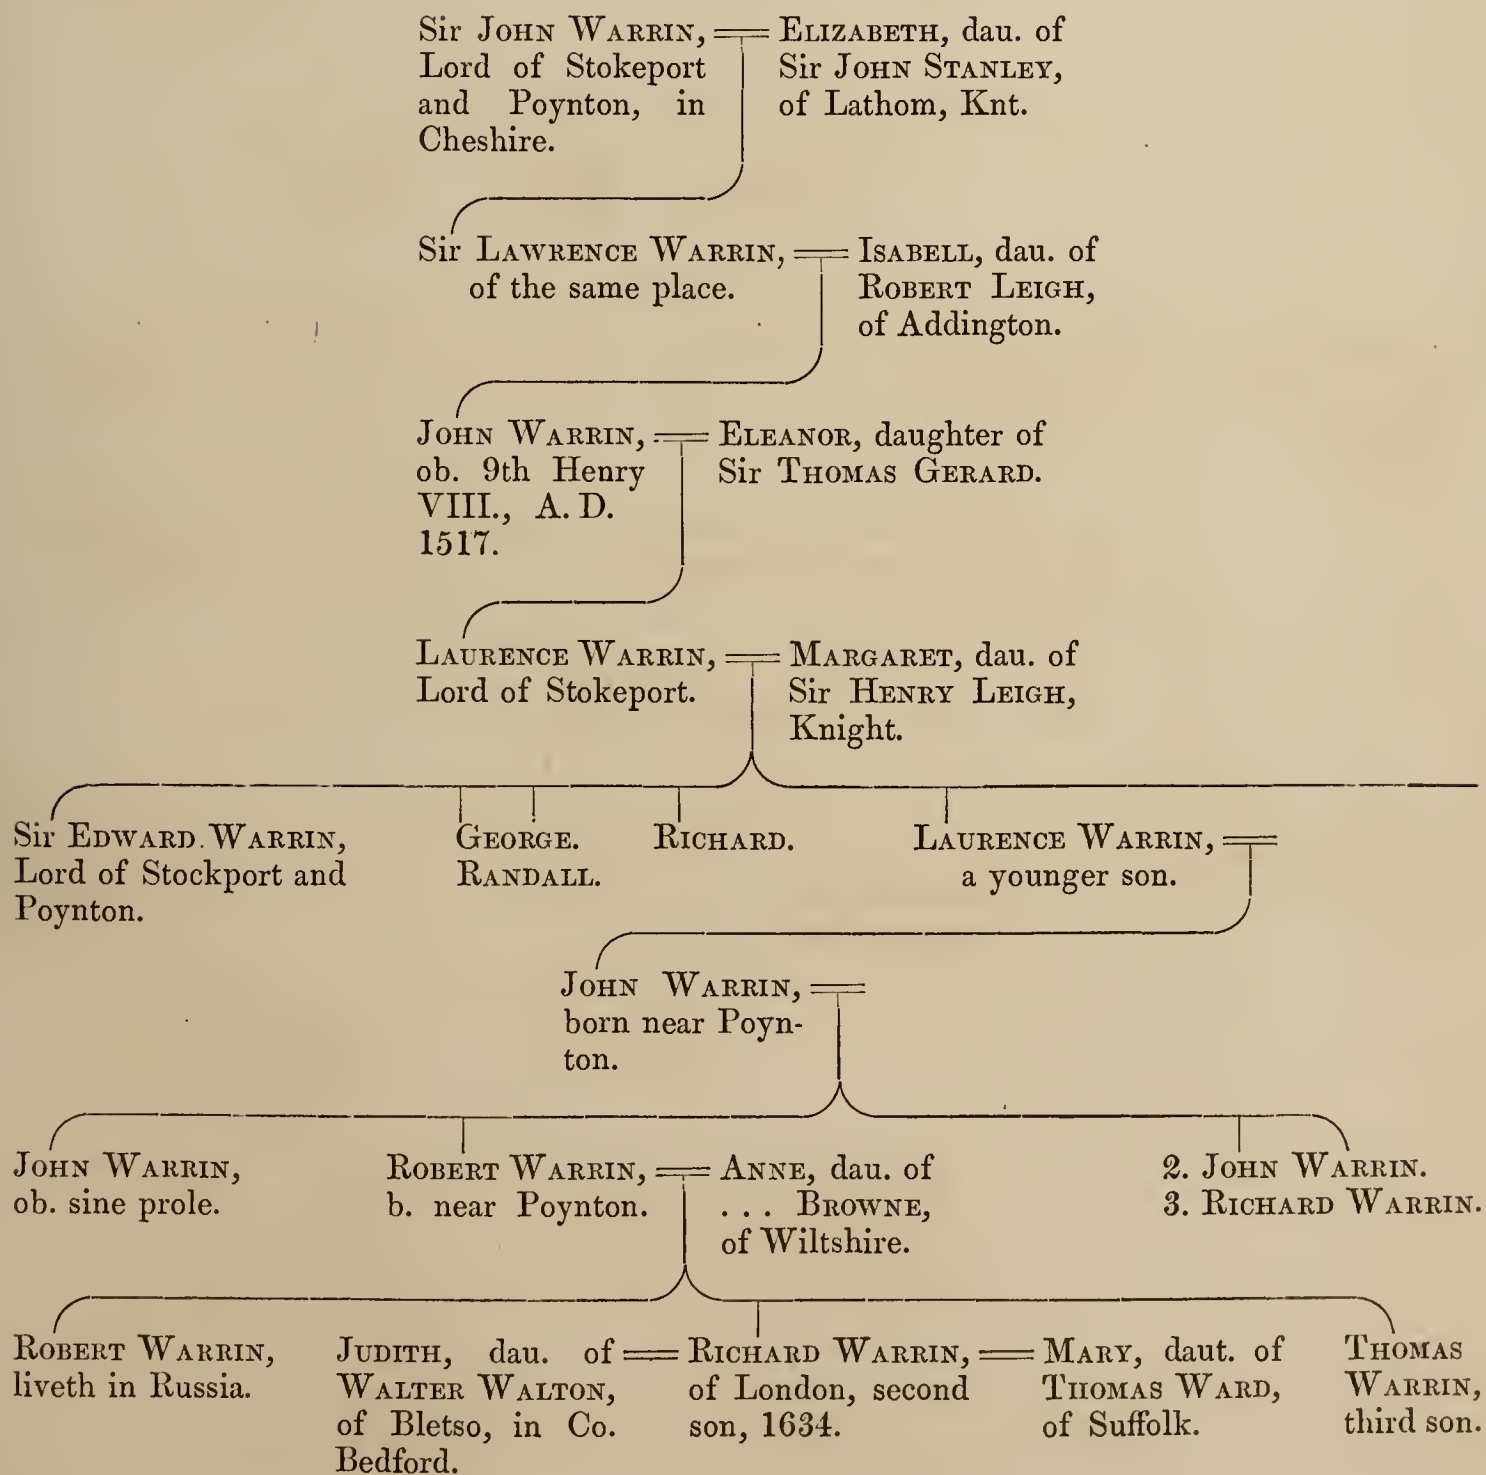 Sir JOHN WARRIN,
Lord of Stokeport
and Poynton, in
Cheshire.
ELIZABETH, dau. of
Sir JOHN STANLEY,
of Lathom, Knt.
Sir LAWRENCE WARRIN,
of the same place.
ISABELL, dau. of
ROBERT LEIGH,
of Addington.
JOHN WARRIN,
ob. 9th Henry
VIII., A. D.
1517.
ELEANOR, daughter of
Sir THOMAS GERARD.
LAURENCE WARRIN,
Lord of Stokeport.
MARGARET, dau. of
Sir HENRY LEIGH,
Knight.
Sir EDWARD WARRIN,
Lord of Stockport and
Poynton.
GEORGE.
RANDALL.
RICHARD.
LAURENCE WARRIN,
a younger son.
JOHN WARRIN,
born near Poyn-
ton.
JOHN WARRIN,
ob. sine prole.
ROBERT WARRIN,
b. near Poynton.
ANNE, dau. of
. . . BROWNE,
of Wiltshire.
2. JOHN WARRIN.
3. RICHARD WARRIN.
ROBERT WARRIN,
liveth in Russia.
JUDITH, dau. of
WALTER WALTON,
of Bletso, in Co.
Bedford.
RICHARD WARRIN,
of London, second
son, 1634.
MARY, daut. of
THOMAS WARD,
of Suffolk.
THOMAS
WARRIN,
third son.